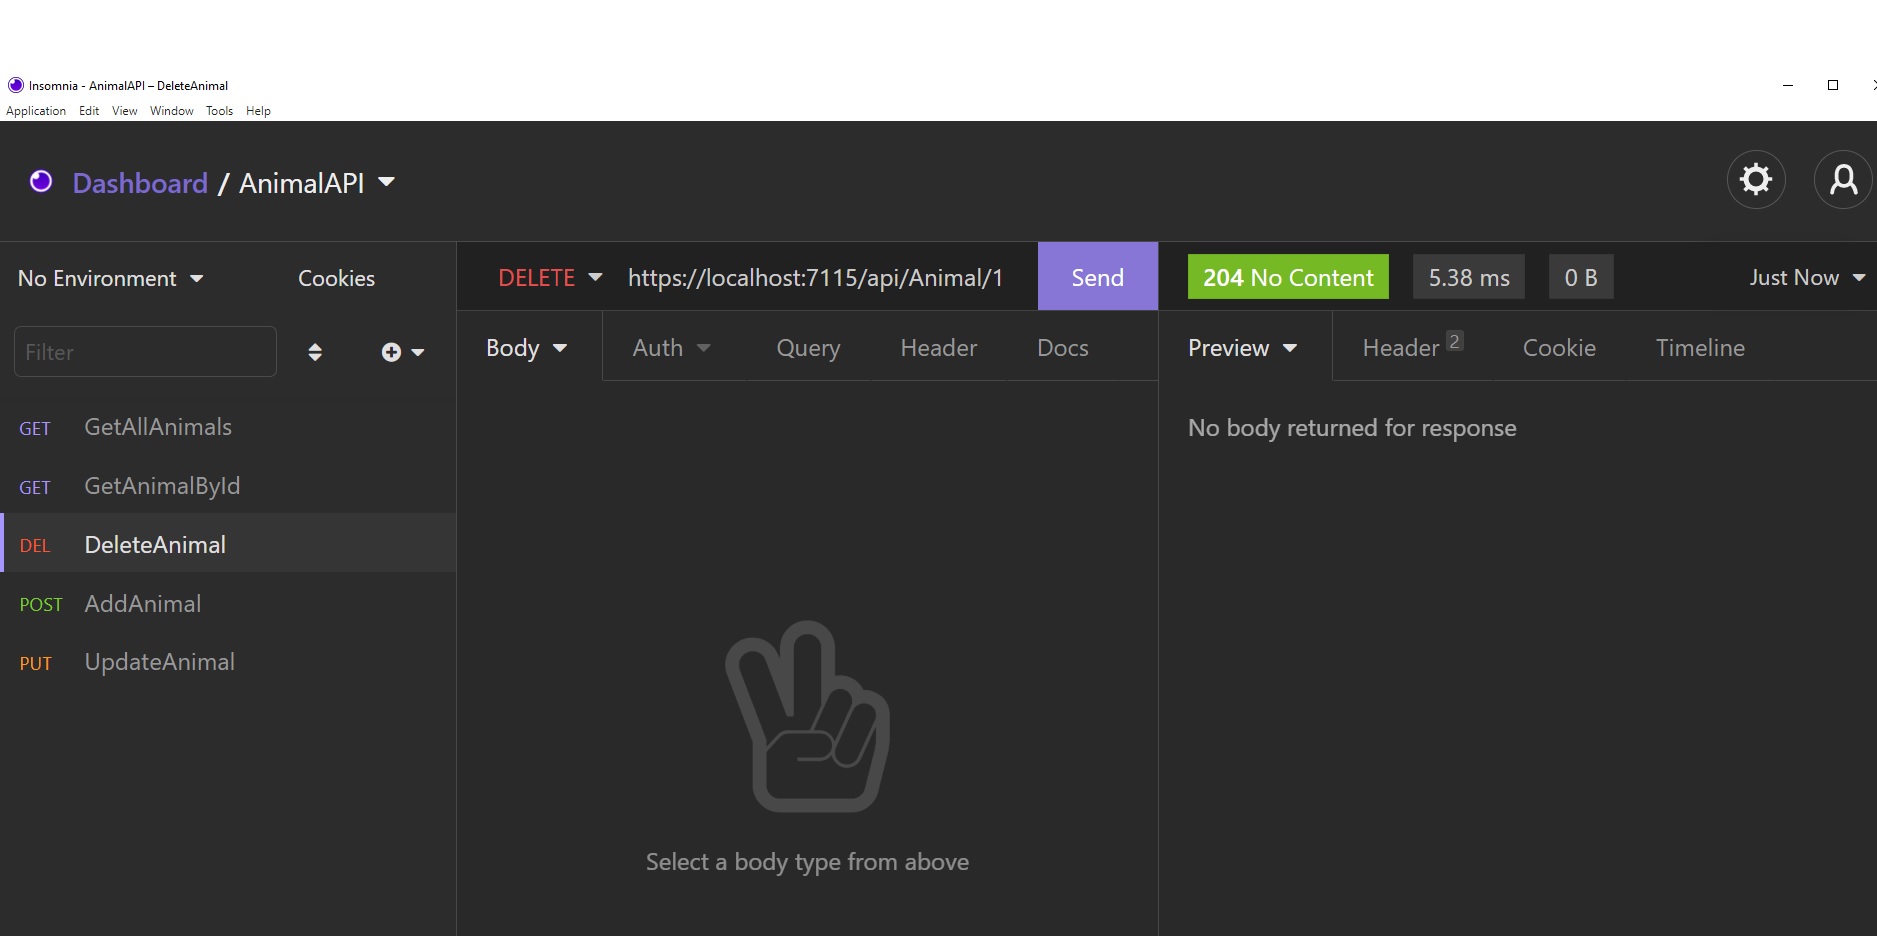 Insomnia - AnimalAPI – DeleteAnimal
Application Edit View Window Tools Help
Dashboard / AnimalAPI
No Environment Cookies
Filter
GET GetAllAnimals
GET GetAnimalById
DEL DeleteAnimal
POST AddAnimal
PUT UpdateAnimal
DELETE https://localhost:7115/api/Animal/1 Send
Body Auth Query Header Docs
Select a body type from above
204 No Content 5.38 ms 0 B Just Now
Preview Header 2 Cookie Timeline
No body returned for response